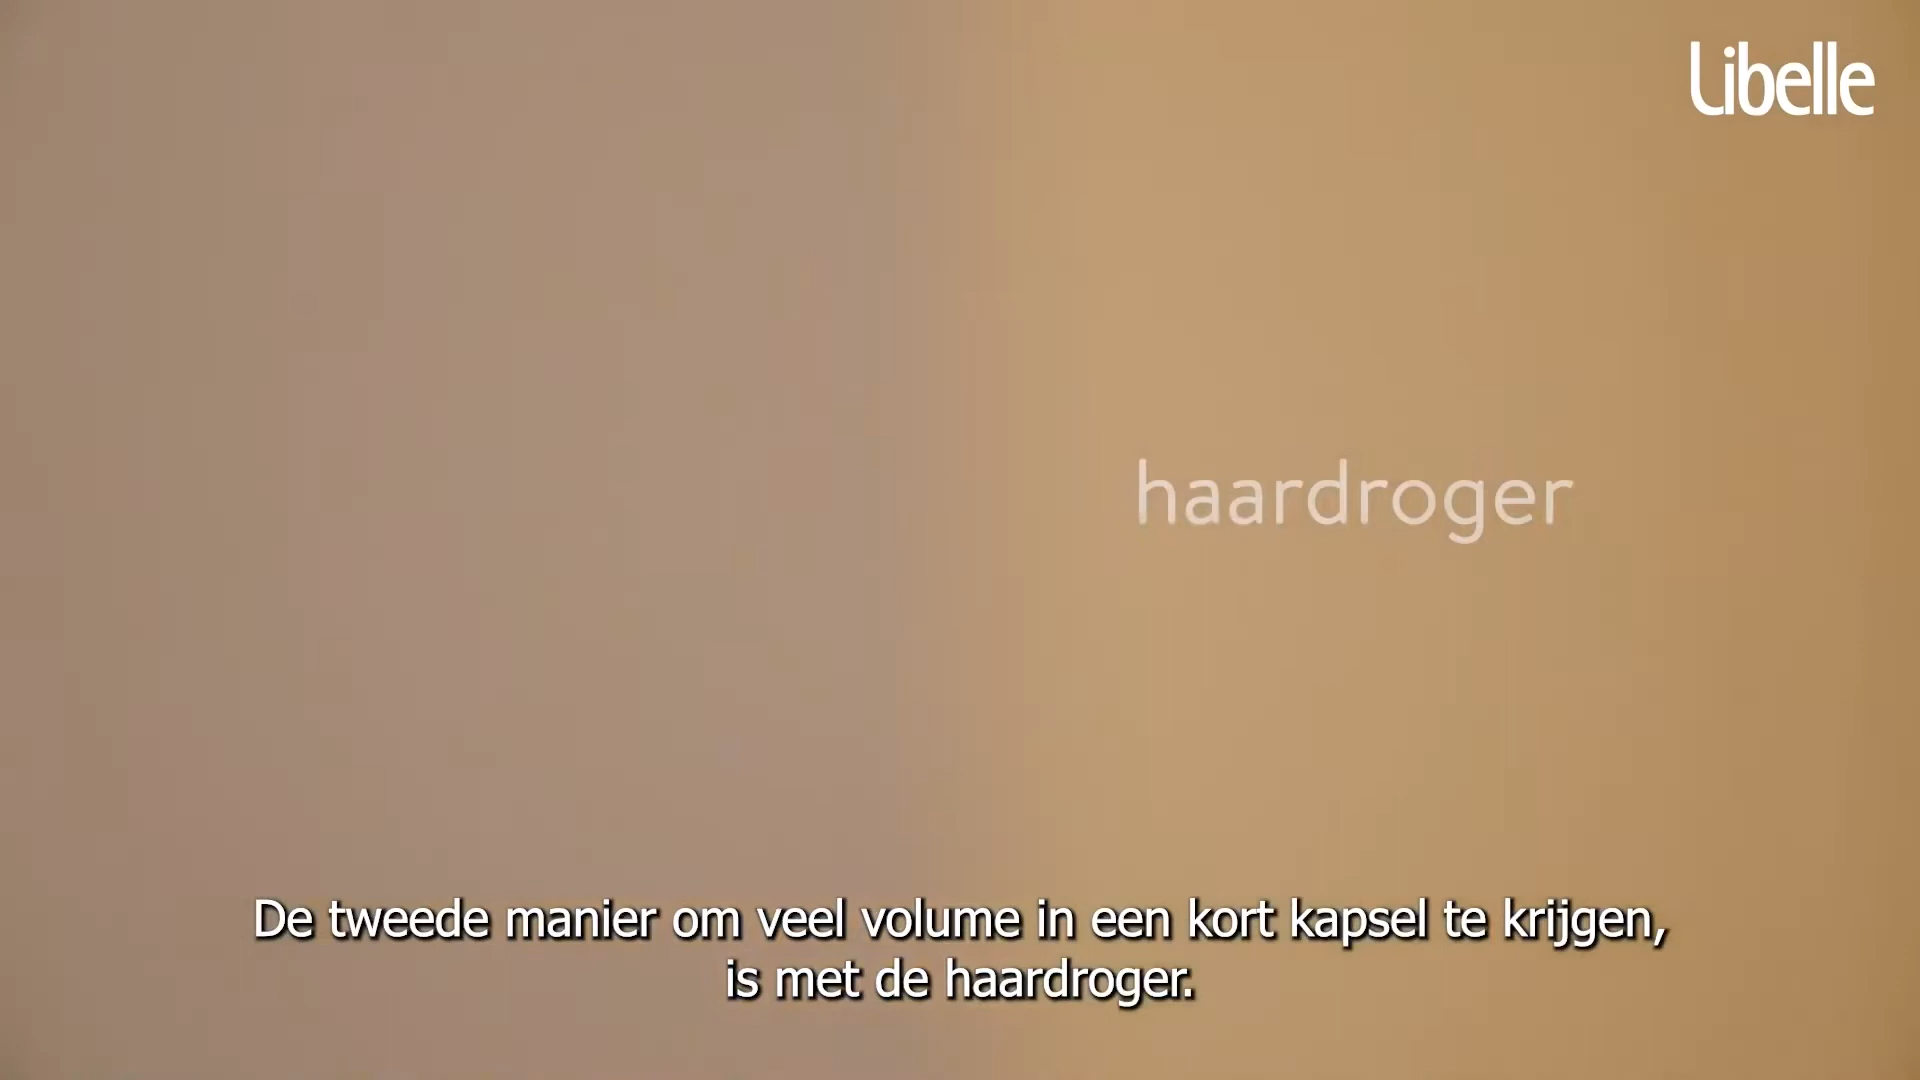 Libelle
haardroger
De tweede manier om veel volume in een kort kapsel te krijgen,
is met de haardroger.